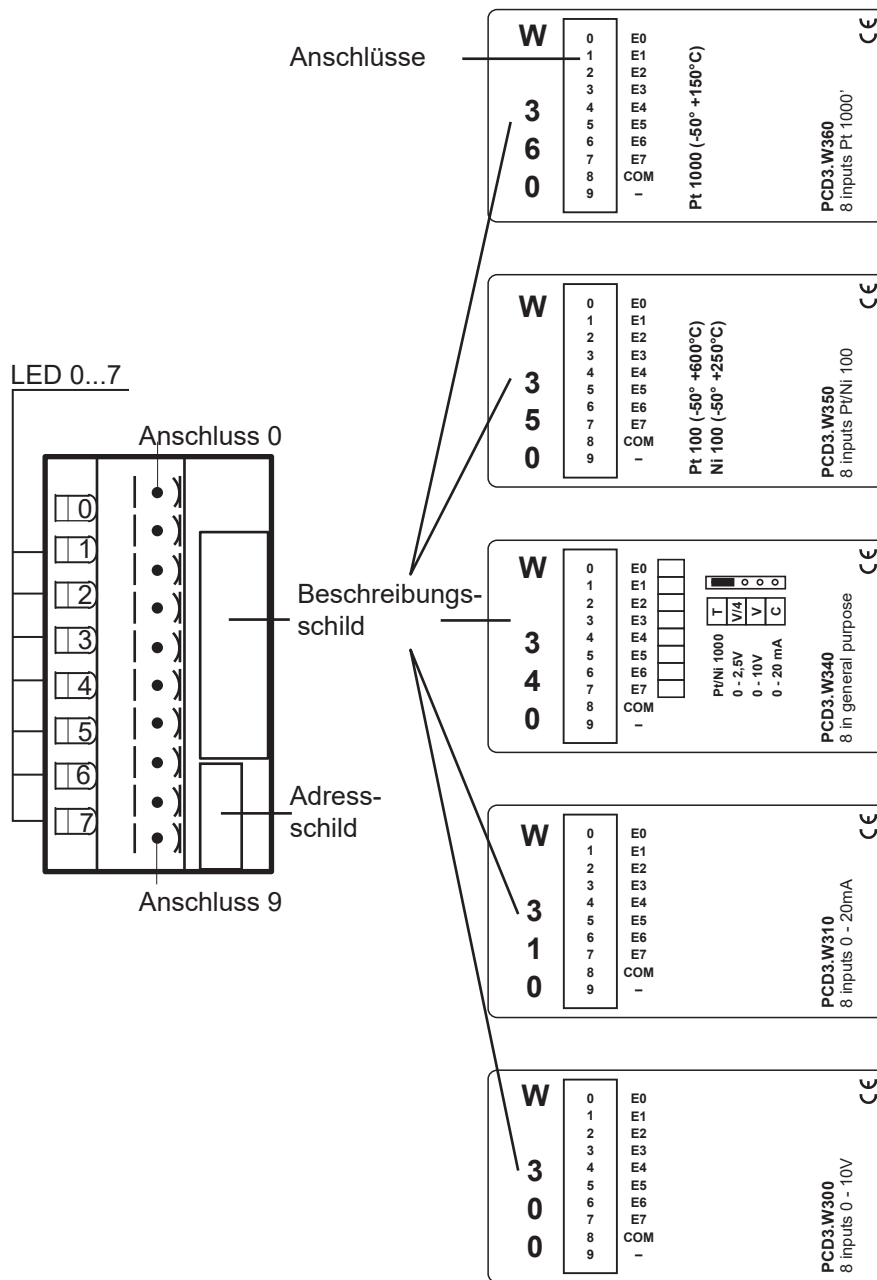 Anschlüsse
LED 0...7
Anschluss 0
0
1
2
3
4
5
6
7
Anschluss 9
Beschreibungs-
schild
Adress-
schild
W
3
6
0
0 E0
1 E1
2 E2
3 E3
4 E4
5 E5
6 E6
7 E7
8 COM
9 –
Pt 1000 (-50° +150°C)
PCD3.W360
8 inputs Pt 1000'
CE
W
3
5
0
0 E0
1 E1
2 E2
3 E3
4 E4
5 E5
6 E6
7 E7
8 COM
9 –
Pt 100 (-50° +600°C)
Ni 100 (-50° +250°C)
PCD3.W350
8 inputs Pt/Ni 100
CE
W
3
4
0
0 E0
1 E1
2 E2
3 E3
4 E4
5 E5
6 E6
7 E7
8 COM
9 –
Pt/Ni 1000 T
0 - 2,5V V/4
0 - 10V V
0 - 20 mA C
PCD3.W340
8 in general purpose
CE
W
3
1
0
0 E0
1 E1
2 E2
3 E3
4 E4
5 E5
6 E6
7 E7
8 COM
9 –
PCD3.W310
8 inputs 0 - 20mA
CE
W
3
0
0
0 E0
1 E1
2 E2
3 E3
4 E4
5 E5
6 E6
7 E7
8 COM
9 –
PCD3.W300
8 inputs 0 - 10V
CE